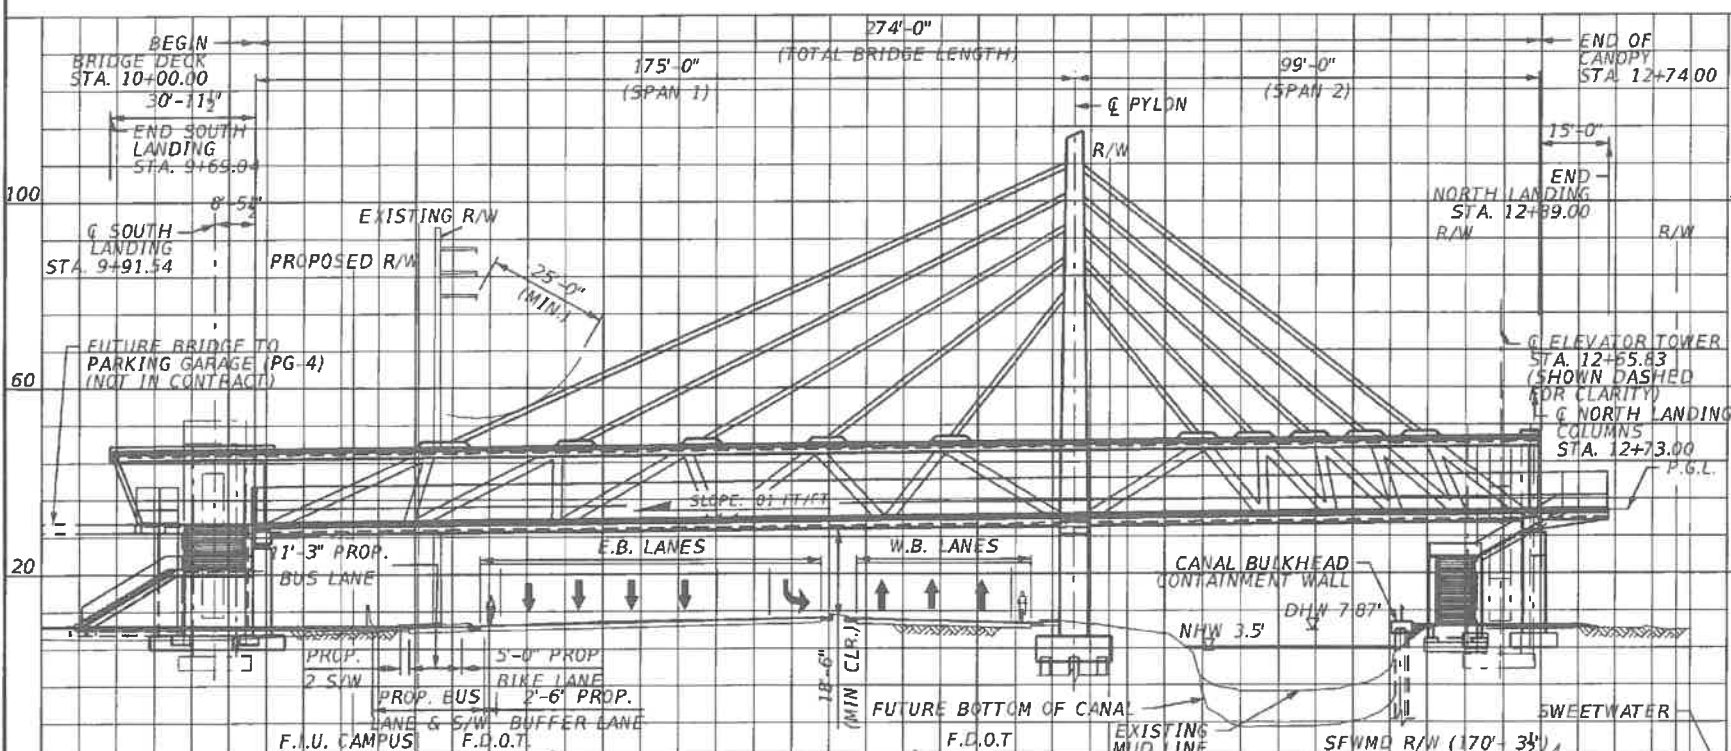 274'-0"
(TOTAL BRIDGE LENGTH)
BEGIN
BRIDGE DECK
STA. 10+00.00
175'-0"
(SPAN 1)
99'-0"
(SPAN 2)
END OF
CANOPY
STA. 12+74.00
30'-11½"
END SOUTH
LANDING
STA. 9+69.04
℄ PYLON
R/W
15'-0"
END
NORTH LANDING
STA. 12+89.00
R/W
R/W
100
8'-5½"
℄ SOUTH
LANDING
STA. 9+91.54
EXISTING R/W
PROPOSED R/W
25'-0"
(MIN.)
FUTURE BRIDGE TO
PARKING GARAGE (PG-4)
(NOT IN CONTRACT)
60
℄ ELEVATOR TOWER
STA. 12+65.83
(SHOWN DASHED
FOR CLARITY)
℄ NORTH LANDING
COLUMNS
STA. 12+73.00
P.G.L.
SLOPE: .01 FT/FT
20
11'-3" PROP.
BUS LANE
E.B. LANES
W.B. LANES
CANAL BULKHEAD
CONTAINMENT WALL
DHW 7.87'
NHW 3.5'
PROP.
2 S/W
5'-0" PROP
BIKE LANE
PROP. BUS
LANE & S/W
2'-6" PROP.
BUFFER LANE
18'-6"
(MIN CLR.)
FUTURE BOTTOM OF CANAL
EXISTING
MUD LINE
SWEETWATER
F.I.U. CAMPUS
F.D.O.T.
F.D.O.T
SFWMD R/W (170'- 3½")